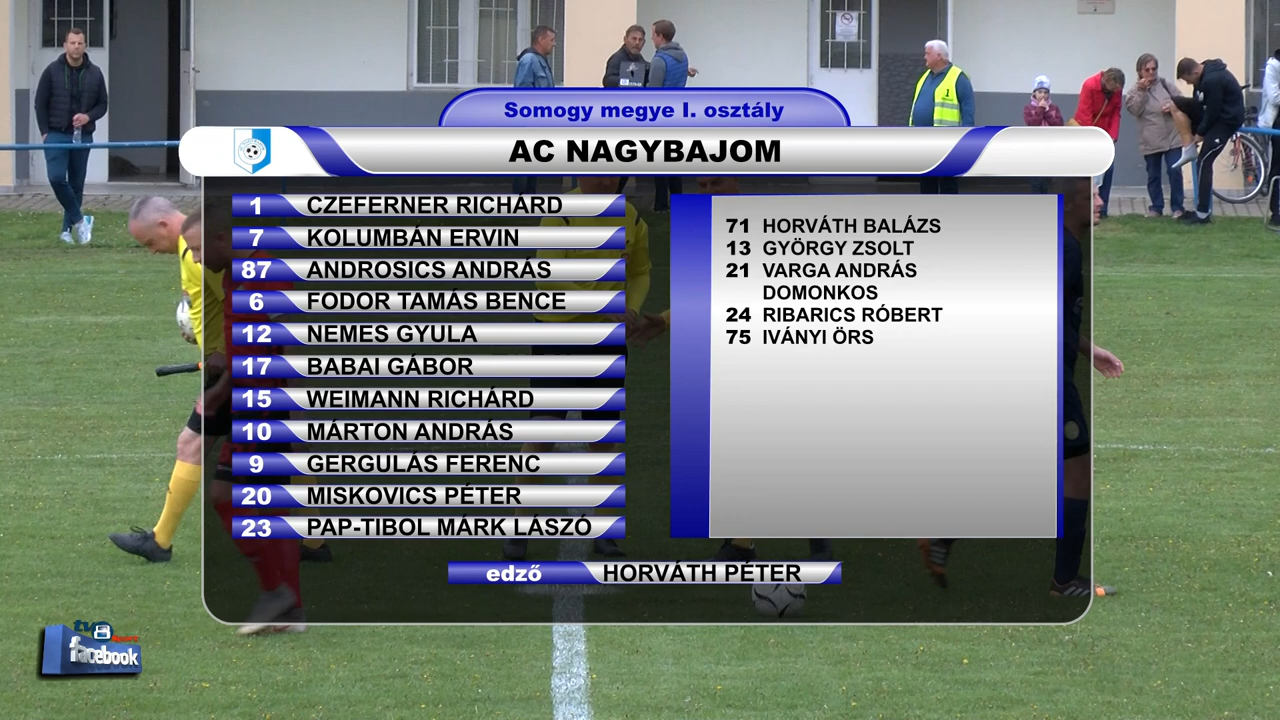 Somogy megye I. osztály
AC NAGYBAJOM
1 CZEFERNER RICHÁRD
7 KOLUMBÁN ERVIN
87 ANDROSICS ANDRÁS
6 FODOR TAMÁS BENCE
12 NEMES GYULA
17 BABAI GÁBOR
15 WEIMANN RICHÁRD
10 MÁRTON ANDRÁS
9 GERGULÁS FERENC
20 MISKOVICS PÉTER
23 PAP-TIBOL MÁRK LÁSZÓ
71 HORVÁTH BALÁZS
13 GYÖRGY ZSOLT
21 VARGA ANDRÁS
DOMONKOS
24 RIBARICS RÓBERT
75 IVÁNYI ÖRS
edző HORVÁTH PÉTER
facebook